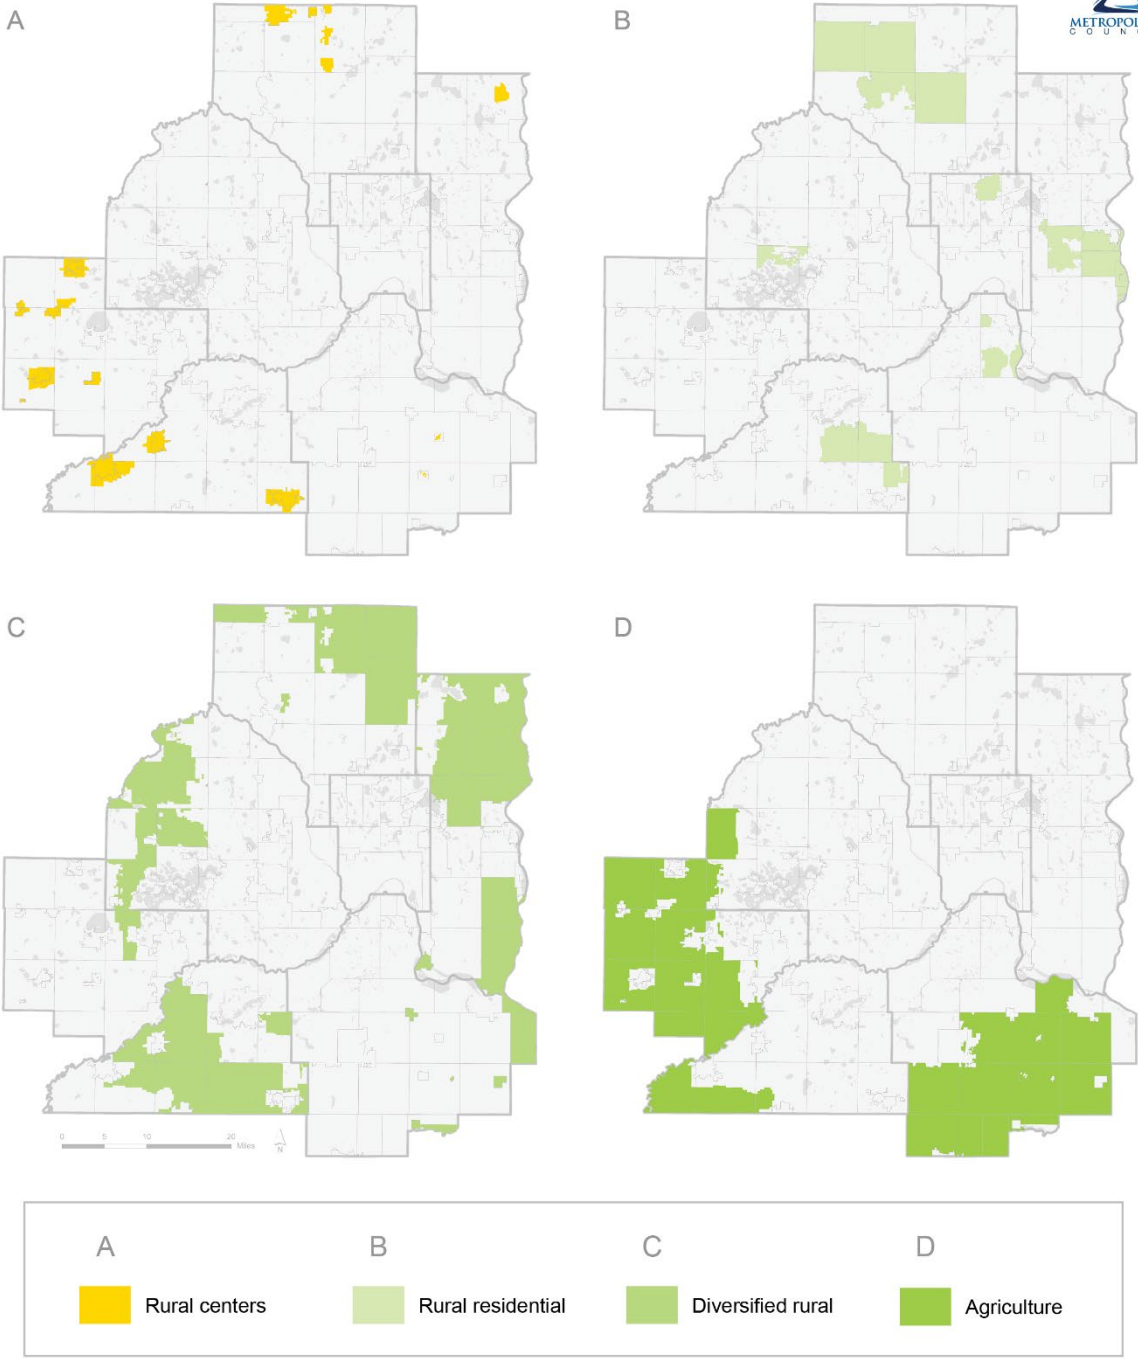 A
B
METROPOL
C O U N
C
D
0 5 10 20 Miles
N
A B C D
Rural centers Rural residential Diversified rural Agriculture